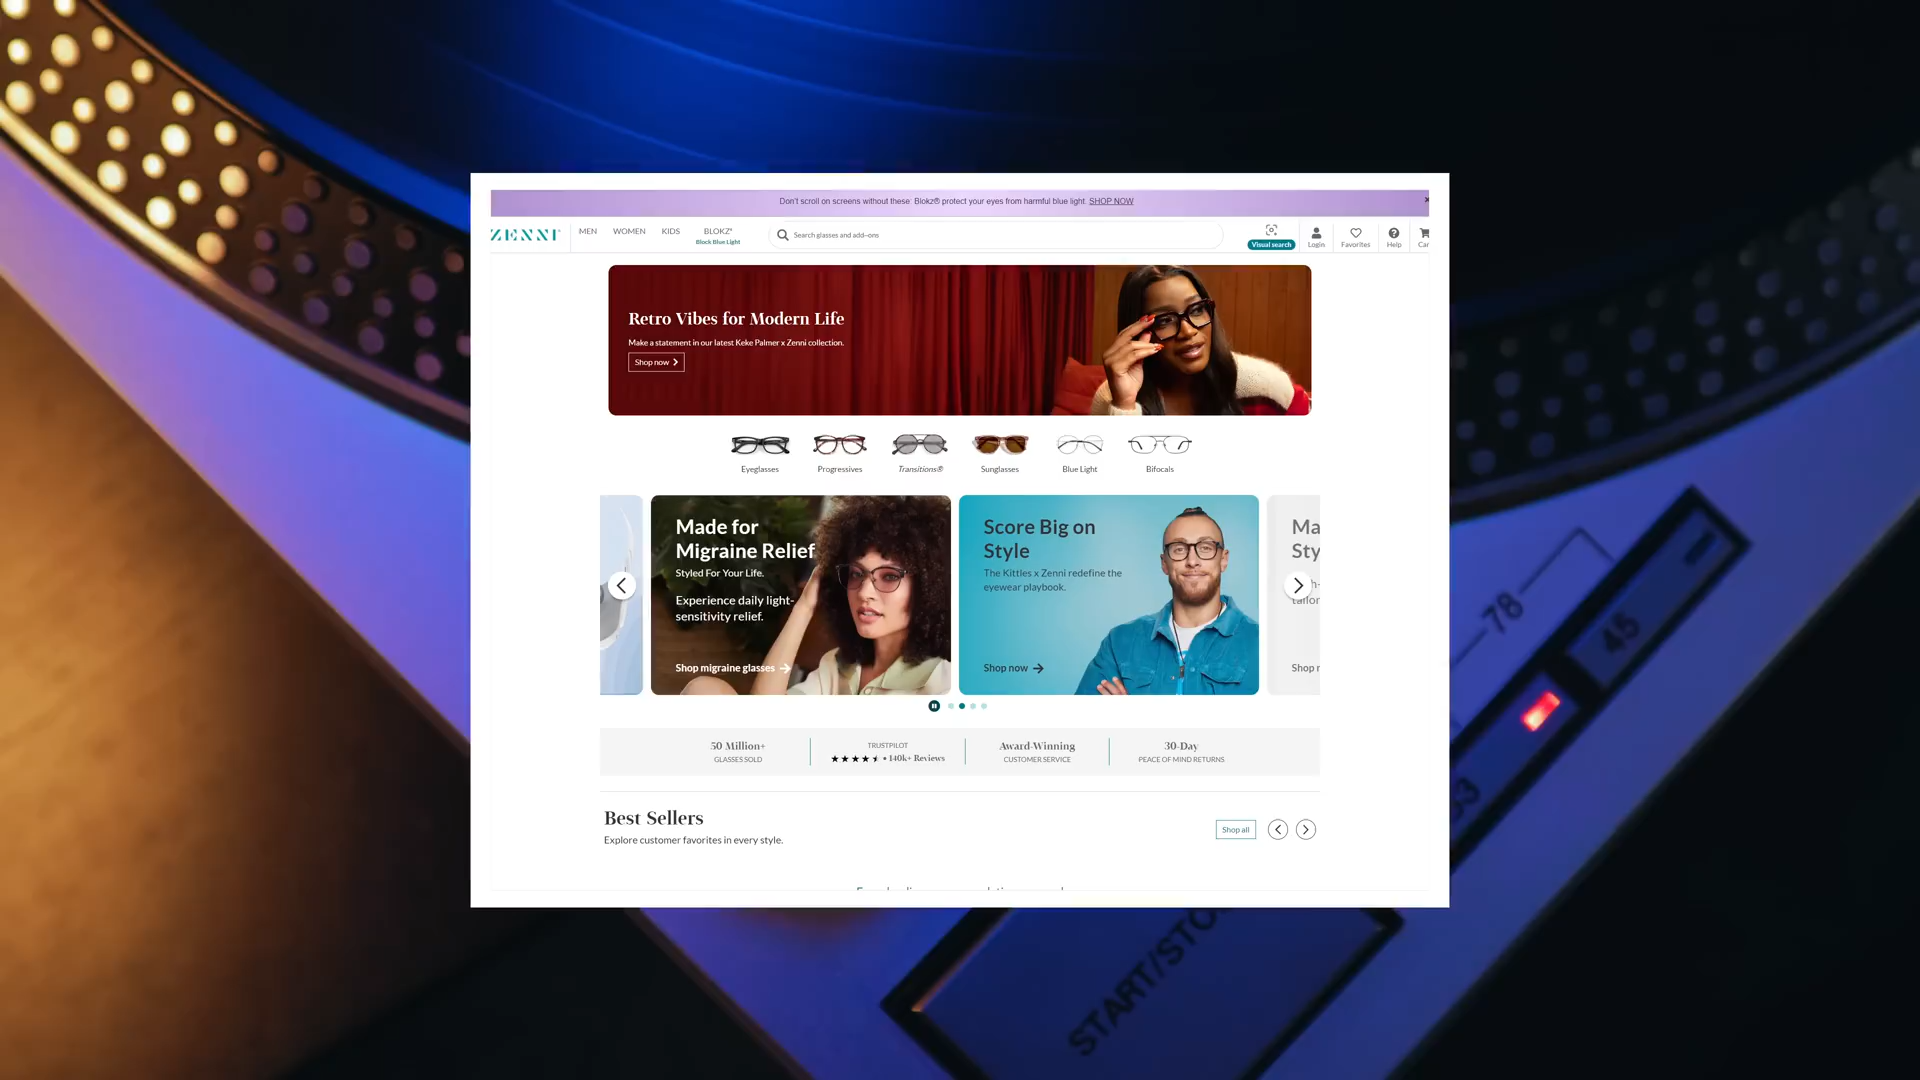 Don't scroll on screens without these: Blokz® protect your eyes from harmful blue light. SHOP NOW
ZENNI
MEN
WOMEN
KIDS
BLOKZ®
Block Blue Light
Search glasses and add-ons
Visual search
Login
Favorites
Help
Retro Vibes for Modern Life
Make a statement in our latest Keke Palmer x Zenni collection.
Shop now
Eyeglasses
Progressives
Transitions®
Sunglasses
Blue Light
Bifocals
Made for
Migraine Relief
Styled For Your Life.
Experience daily light-
sensitivity relief.
Shop migraine glasses
Score Big on
Style
The Kittles x Zenni redefine the
eyewear playbook.
Shop now
Ma
Sty
tailor
Shop
50 Million+
GLASSES SOLD
TRUSTPILOT
• 140k+ Reviews
Award-Winning
CUSTOMER SERVICE
30-Day
PEACE OF MIND RETURNS
Best Sellers
Explore customer favorites in every style.
Shop all
78
45
33
START/STO